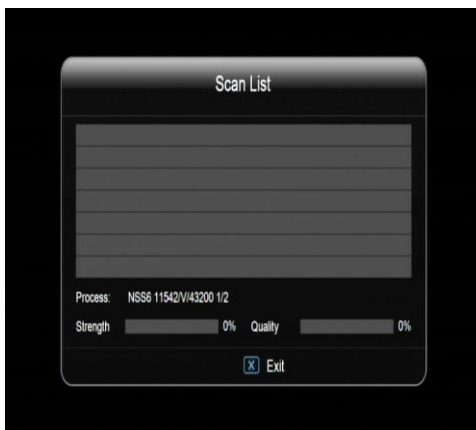 Scan List
Process: NSS6 11542/V/43200 1/2
Strength 0% Quality 0%
X Exit